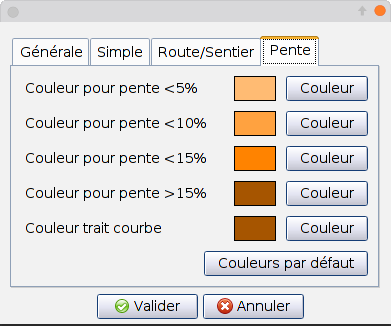 Générale Simple Route/Sentier Pente
Couleur pour pente <5% Couleur
Couleur pour pente <10% Couleur
Couleur pour pente <15% Couleur
Couleur pour pente >15% Couleur
Couleur trait courbe Couleur
Couleurs par défaut
Valider Annuler